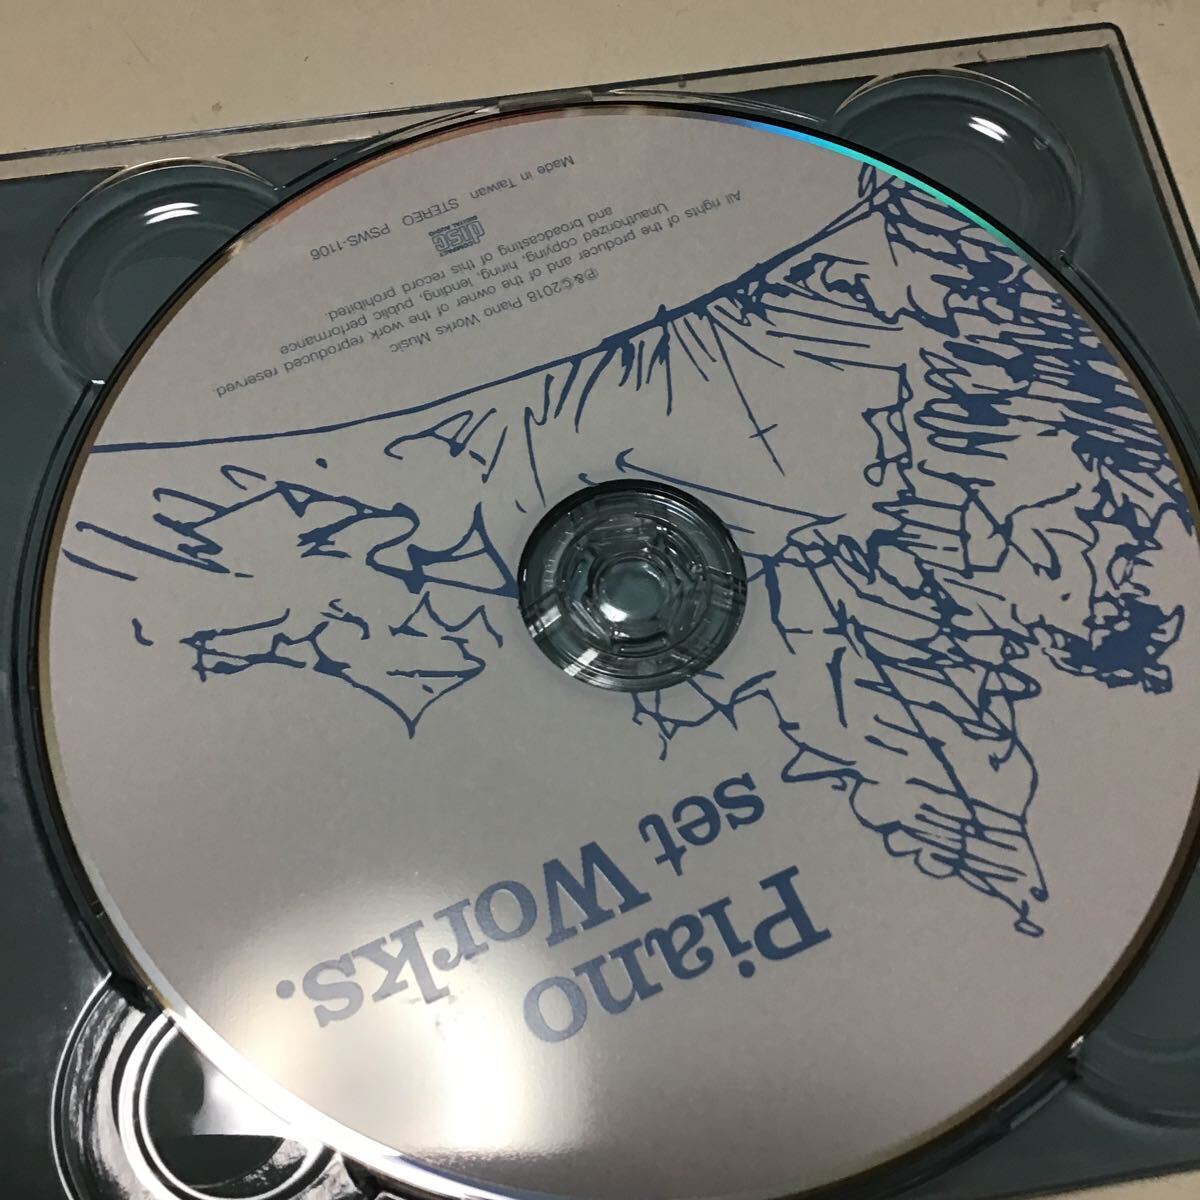 Piano
set Works.
℗&©2018 Piano Works Music
All rights of the producer and of the owner of the work reproduced reserved.
Unauthorized copying, hiring, lending, public performance
and broadcasting of this record prohibited.
COMPACT
disc
DIGITAL AUDIO
Made in Taiwan STEREO PSWS-1106